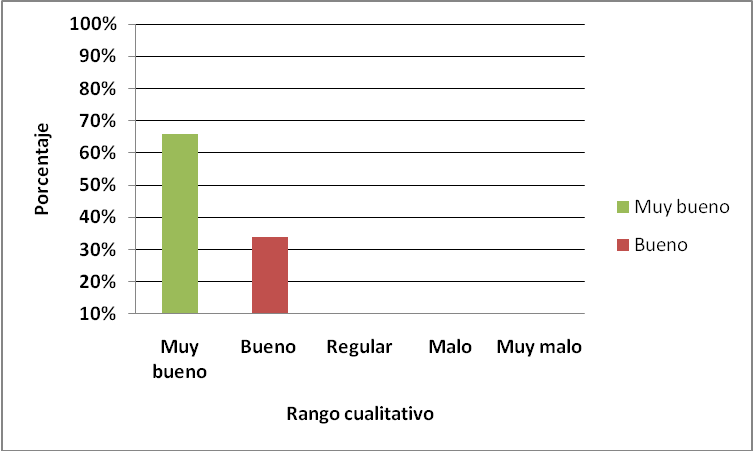 100%
90%
80%
70%
60%
50%
40%
30%
20%
10%
Porcentaje
Muy bueno
Bueno
Regular
Malo
Muy malo
Rango cualitativo
Muy bueno
Bueno